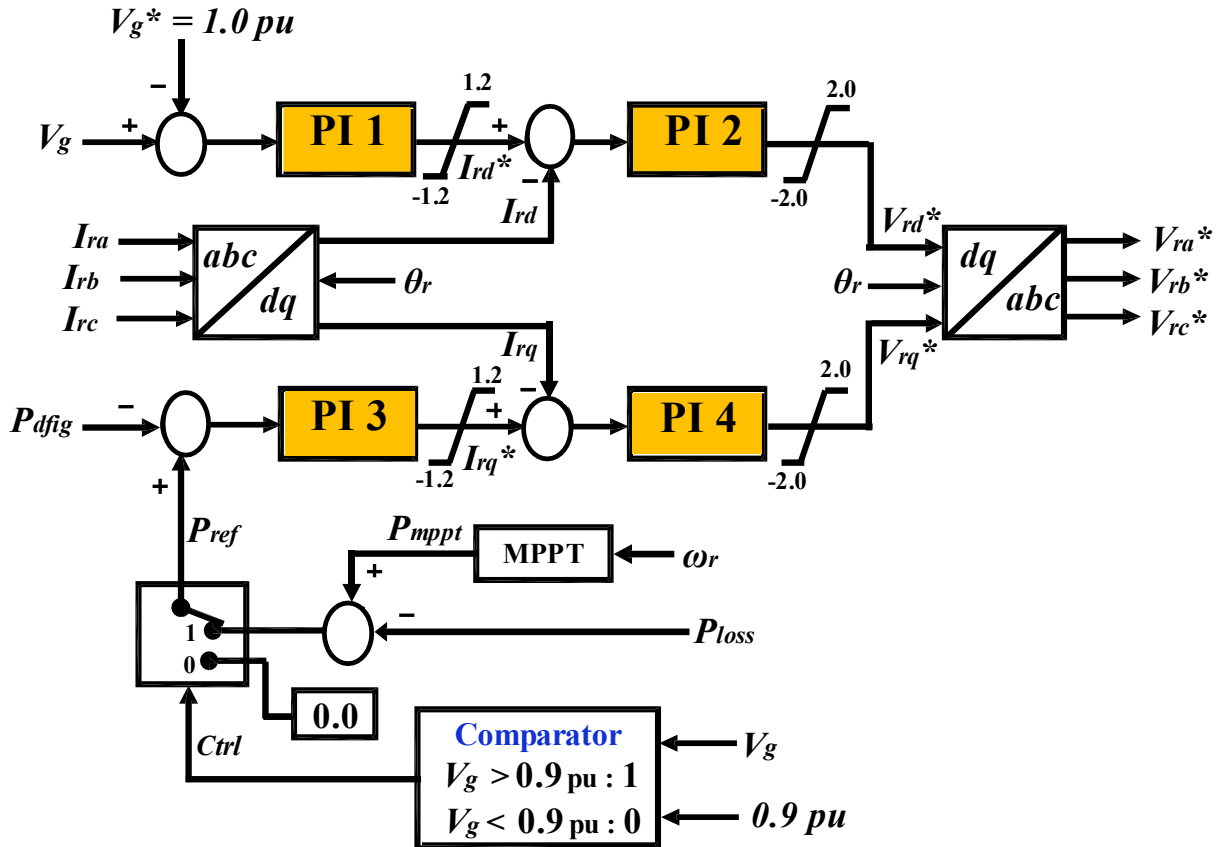 Vg* = 1.0 pu
−
Vg
+
PI 1
1.2
-1.2
Ird*
+
−
Ird
PI 2
2.0
-2.0
Vrd*
Ira
Irb
Irc
abc
dq
θr
θr
dq
abc
Vra*
Vrb*
Vrc*
Irq
Vrq*
Pdfig
−
+
PI 3
1.2
-1.2
Irq*
+
−
PI 4
2.0
-2.0
Pref
Pmppt
+
MPPT
ωr
−
Ploss
1
0
0.0
Ctrl
Comparator
Vg > 0.9 pu : 1
Vg < 0.9 pu : 0
Vg
0.9 pu